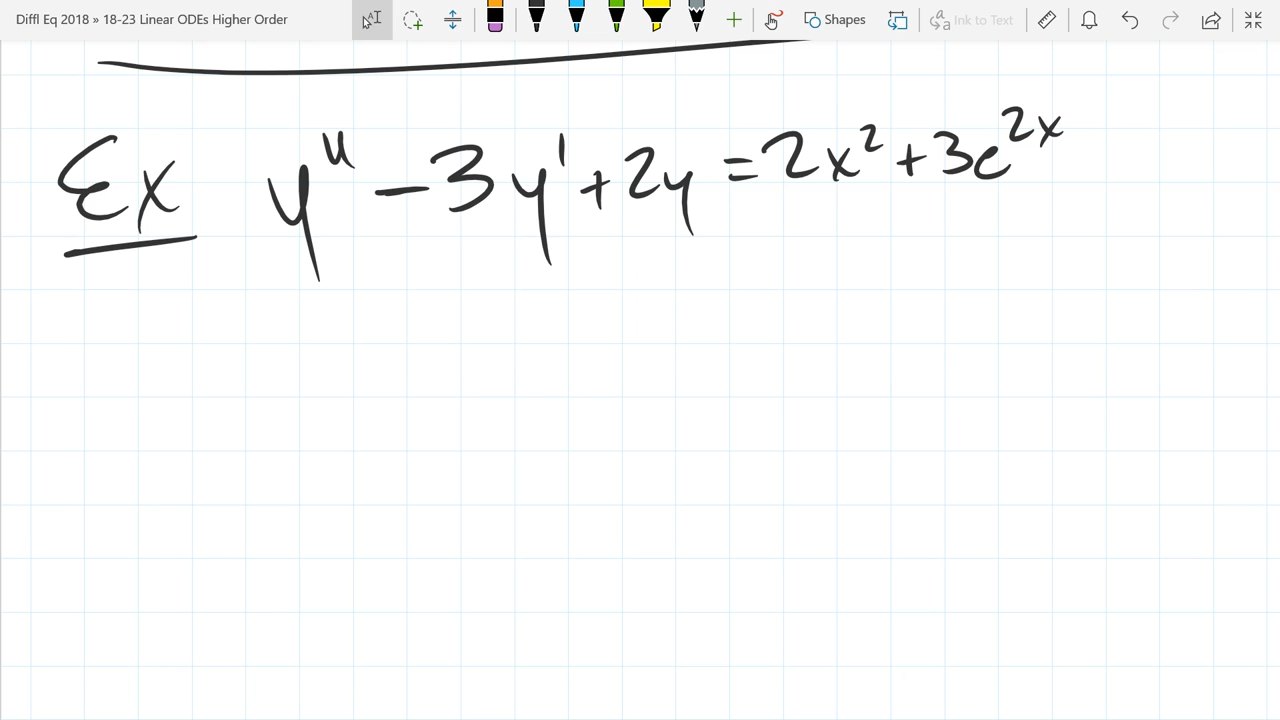 Diffl Eq 2018 » 18-23 Linear ODEs Higher Order
Shapes
Ink to Text
Ex y'' - 3y' + 2y = 2x² + 3e^{2x}